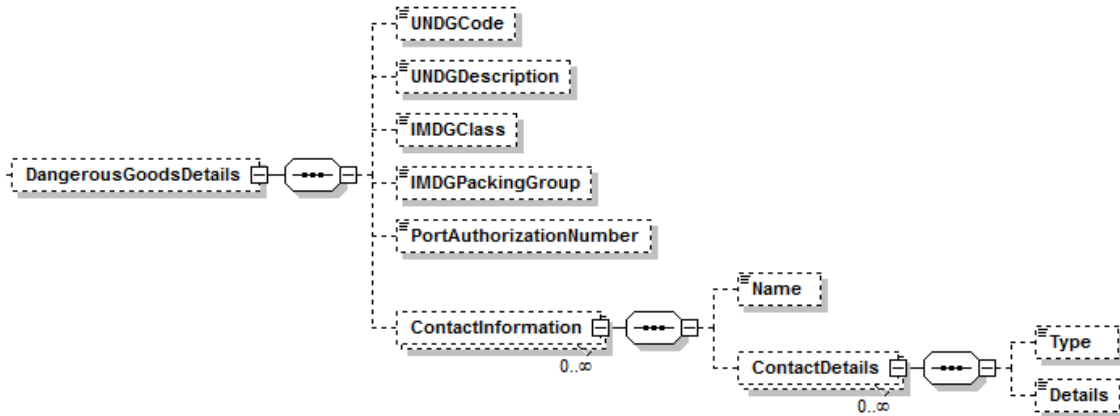 UNDGCode
UNDGDescription
IMDGClass
DangerousGoodsDetails
IMDGPackingGroup
PortAuthorizationNumber
Name
ContactInformation
0..∞
Type
ContactDetails
0..∞
Details